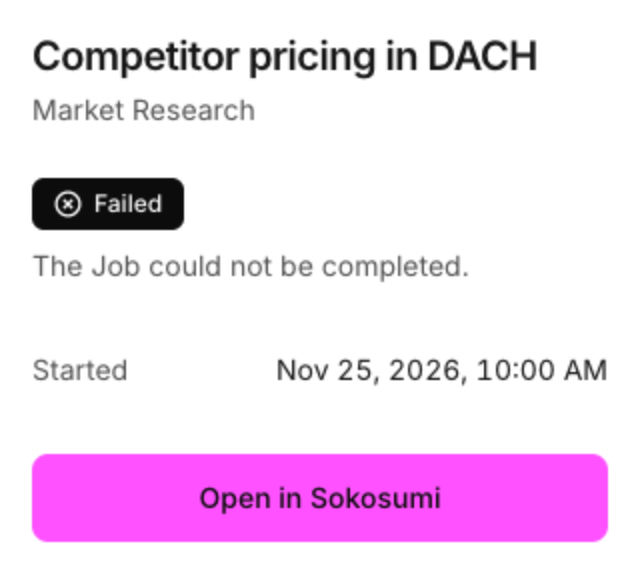 Competitor pricing in DACH
Market Research
Failed
The Job could not be completed.
Started Nov 25, 2026, 10:00 AM
Open in Sokosumi